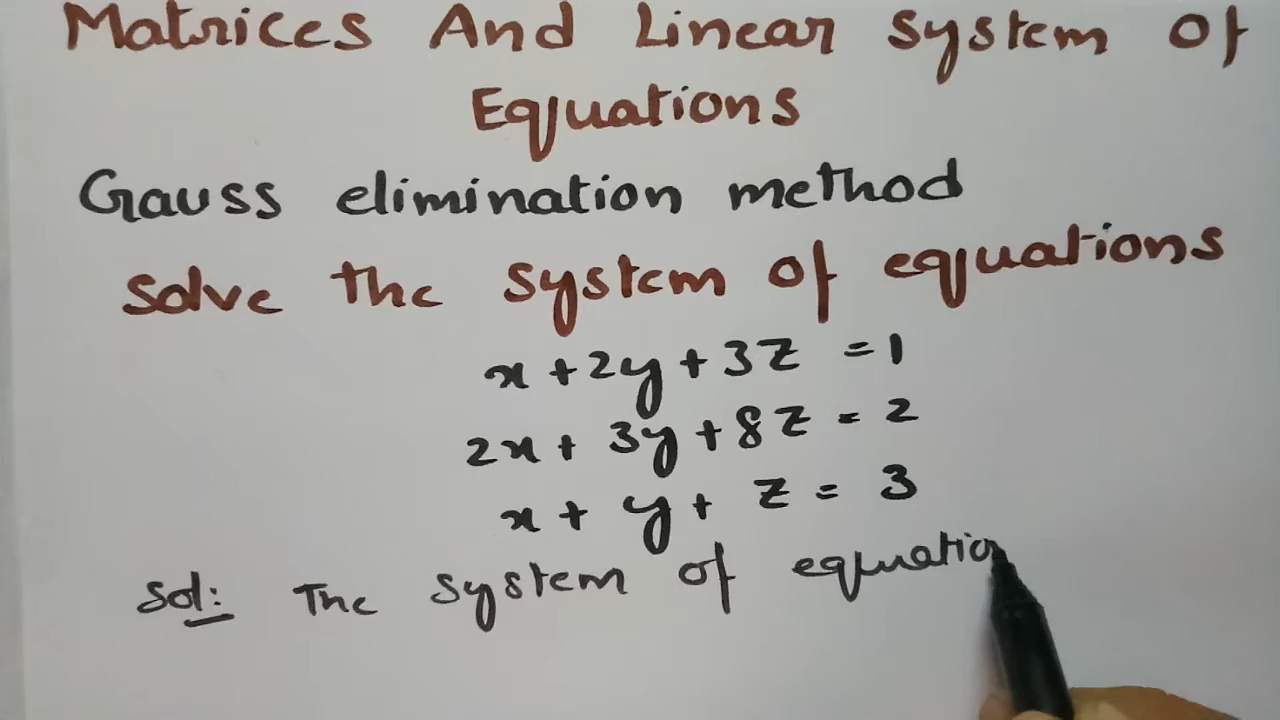 Matrices And Linear System Of
Equations
Gauss elimination method
Solve the system of equations
x + 2y + 3z = 1
2x + 3y + 8z = 2
x + y + z = 3
Sol: The system of equatio